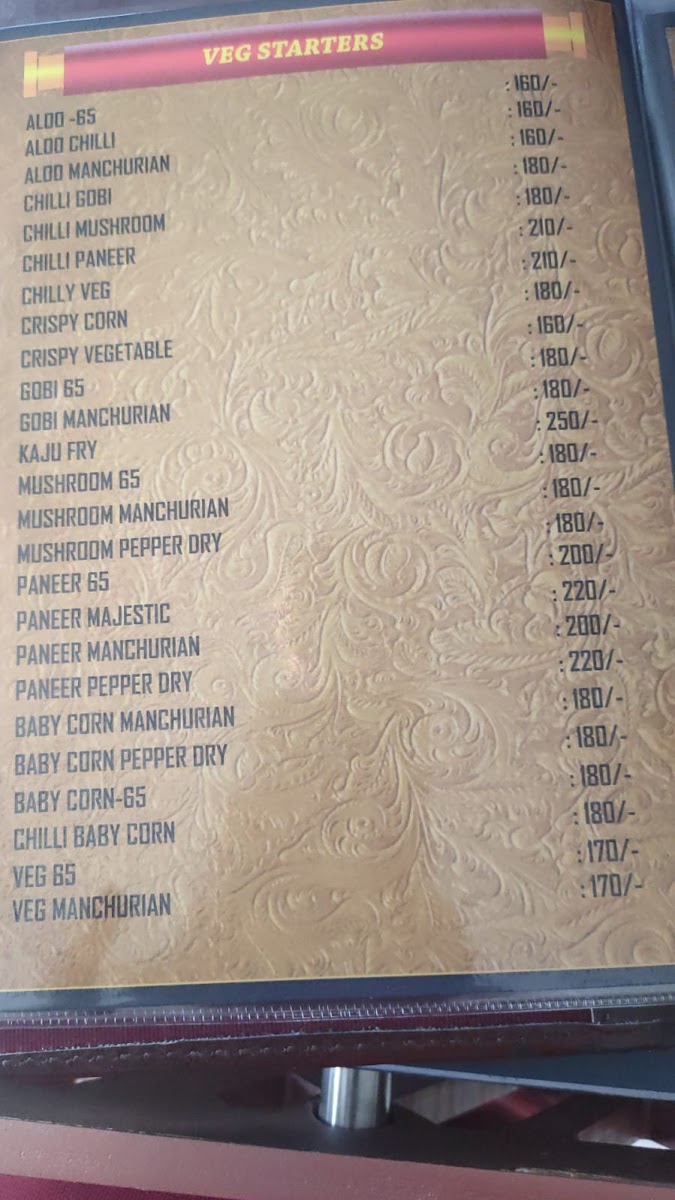 VEG STARTERS
ALOO -65 : 160/-
ALOO CHILLI : 160/-
ALOO MANCHURIAN : 160/-
CHILLI GOBI : 180/-
CHILLI MUSHROOM : 180/-
CHILLI PANEER : 210/-
CHILLY VEG : 210/-
CRISPY CORN : 180/-
CRISPY VEGETABLE : 160/-
GOBI 65 : 180/-
GOBI MANCHURIAN : 180/-
KAJU FRY : 250/-
MUSHROOM 65 : 180/-
MUSHROOM MANCHURIAN : 180/-
MUSHROOM PEPPER DRY : 180/-
PANEER 65 : 200/-
PANEER MAJESTIC : 220/-
PANEER MANCHURIAN : 200/-
PANEER PEPPER DRY : 220/-
BABY CORN MANCHURIAN : 180/-
BABY CORN PEPPER DRY : 180/-
BABY CORN-65 : 180/-
CHILLI BABY CORN : 180/-
VEG 65 : 170/-
VEG MANCHURIAN : 170/-